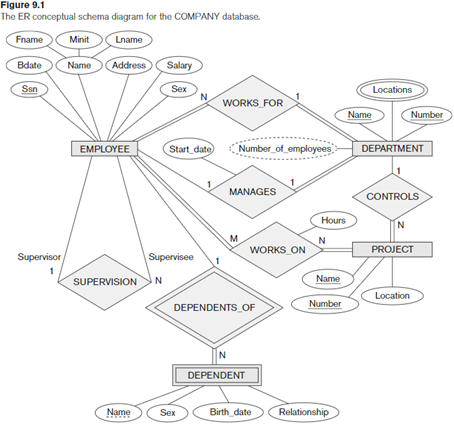 Figure 9.1
The ER conceptual schema diagram for the COMPANY database.
Fname
Minit
Lname
Bdate
Name
Address
Salary
Ssn
Sex
N
WORKS_FOR
1
Locations
Name
Number
EMPLOYEE
Start_date
Number_of_employees
DEPARTMENT
1
MANAGES
1
1
CONTROLS
N
Hours
M
WORKS_ON
N
PROJECT
Supervisor
Supervisee
1
SUPERVISION
N
1
Name
Number
Location
DEPENDENTS_OF
N
DEPENDENT
Name
Sex
Birth_date
Relationship